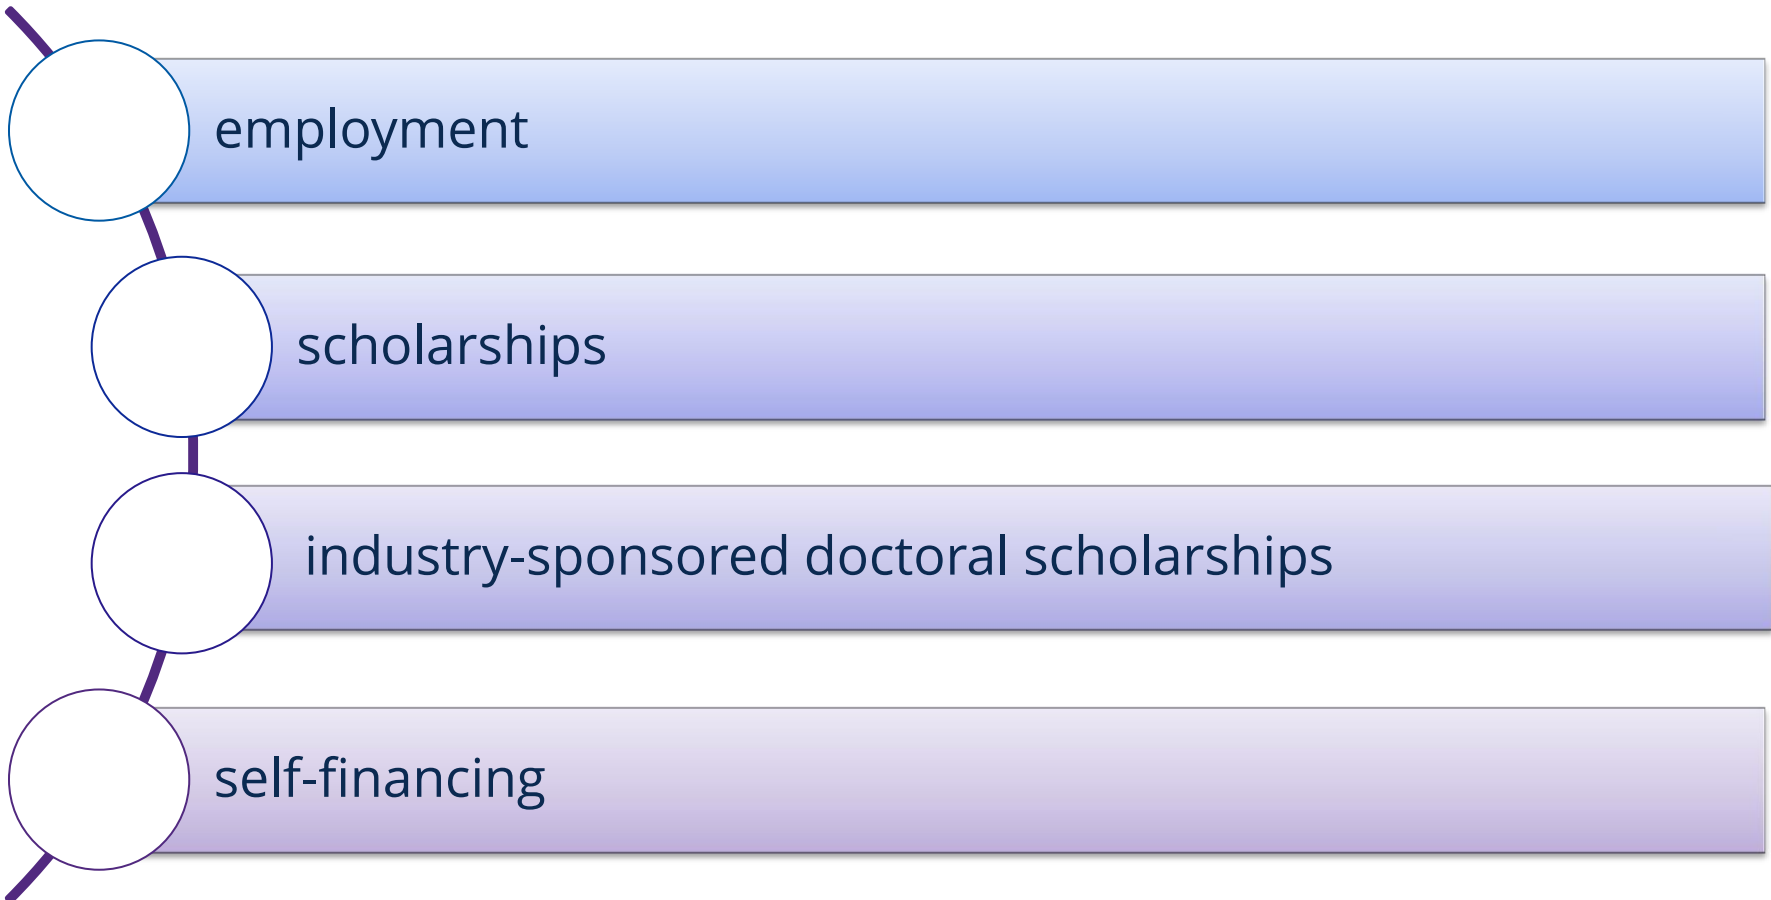 employment
scholarships
industry-sponsored doctoral scholarships
self-financing